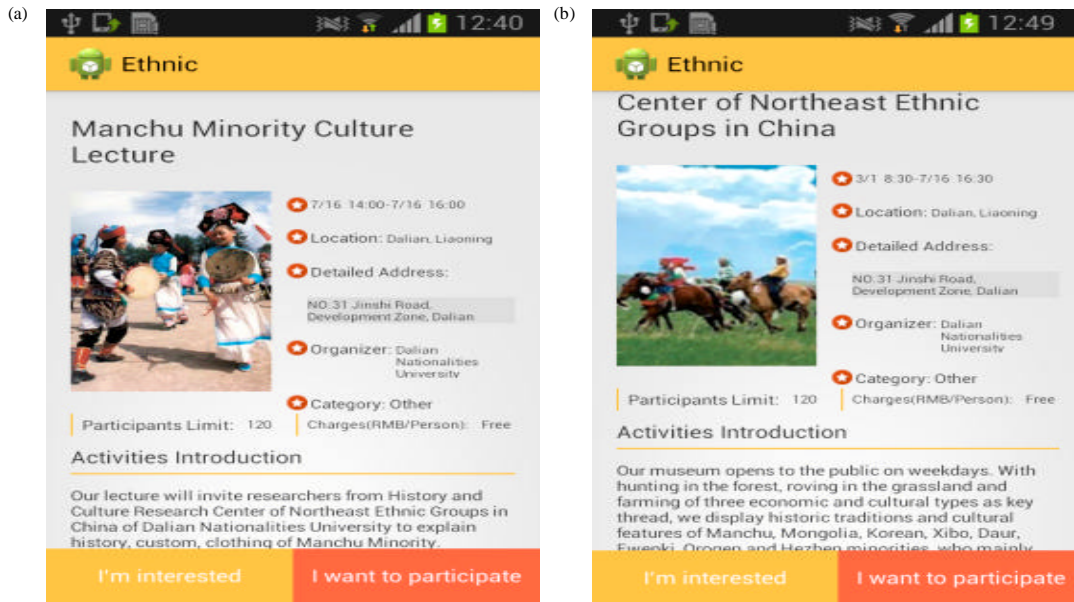 (a)
12:40
Ethnic
Manchu Minority Culture
Lecture
7/16 14:00-7/16 16:00
Location: Dalian, Liaoning
Detailed Address:
NO.31 Jinshi Road,
Development Zone, Dalian
Organizer: Dalian
Nationalities
University
Category: Other
Participants Limit: 120
Charges(RMB/Person): Free
Activities Introduction
Our lecture will invite researchers from History and
Culture Research Center of Northeast Ethnic Groups in
China of Dalian Nationalities University to explain
history, custom, clothing of Manchu Minority.
I'm interested
I want to participate
(b)
12:49
Ethnic
Center of Northeast Ethnic
Groups in China
3/1 8:30-7/16 16:30
Location: Dalian, Liaoning
Detailed Address:
NO.31 Jinshi Road,
Development Zone, Dalian
Organizer: Dalian
Nationalities
University
Category: Other
Participants Limit: 120
Charges(RMB/Person): Free
Activities Introduction
Our museum opens to the public on weekdays. With
hunting in the forest, roving in the grassland and
farming of three economic and cultural types as key
thread, we display historic traditions and cultural
features of Manchu, Mongolia, Korean, Xibo, Daur,
Ewenki, Oroqen and Hezhen minorities, who mainly
I'm interested
I want to participate